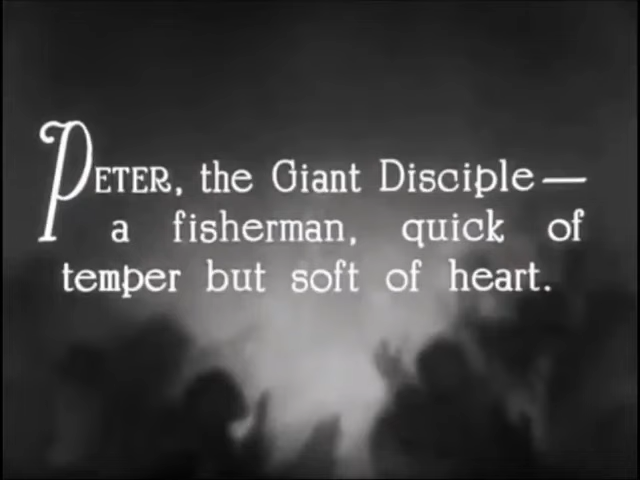 PETER, the Giant Disciple—
a fisherman, quick of
temper but soft of heart.